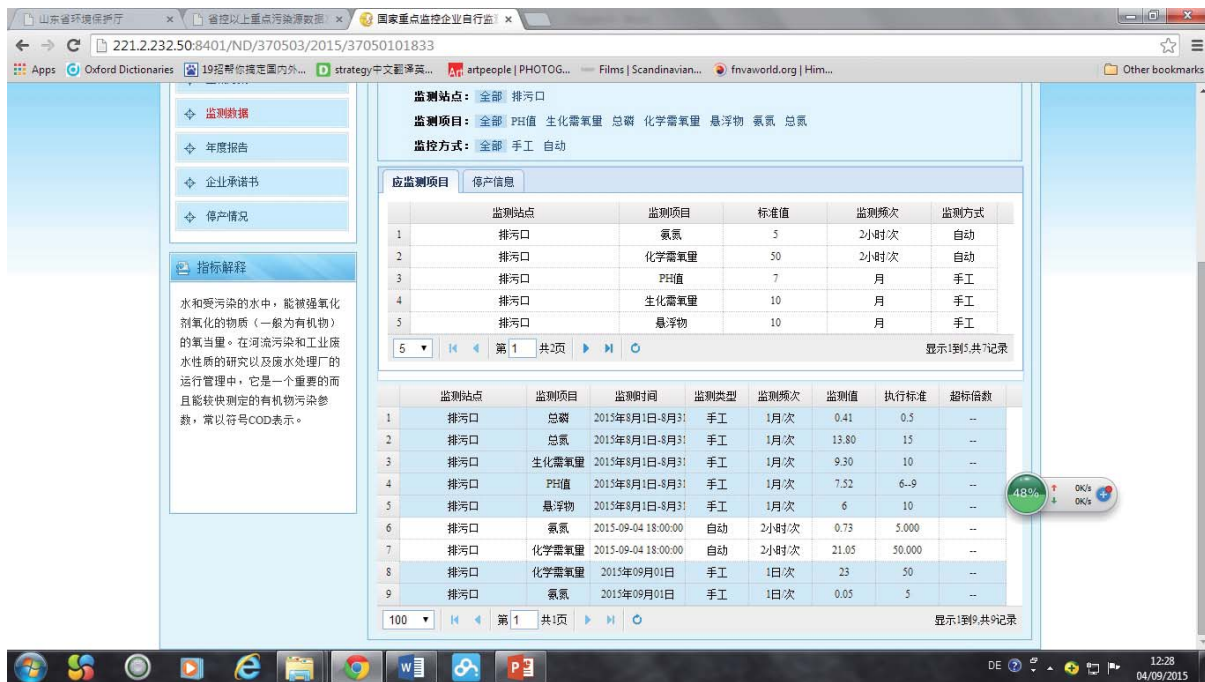 山东省环境保护厅 省控以上重点污染源数据 国家重点监控企业自行监
221.2.232.50:8401/ND/370503/2015/37050101833
Apps Oxford Dictionaries 19招帮你搞定国内外... strategy中文翻译英... artpeople | PHOTOG... Films | Scandinavian... fnvaworld.org | Him... Other bookmarks
监测站点： 全部 排污口
监测数据
监测项目： 全部 PH值 生化需氧量 总磷 化学需氧量 悬浮物 氨氮 总氮
年度报告
监控方式： 全部 手工 自动
企业承诺书
停产情况
应监测项目 停产信息
监测站点 监测项目 标准值 监测频次 监测方式
1 排污口 氨氮 5 2小时/次 自动
2 排污口 化学需氧量 50 2小时/次 自动
3 排污口 PH值 7 月 手工
4 排污口 生化需氧量 10 月 手工
5 排污口 悬浮物 10 月 手工
5 第 1 共2页 显示1到5,共7记录
指标解释
水和受污染的水中，能被强氧化
剂氧化的物质（一般为有机物）
的氧当量。在河流污染和工业废
水性质的研究以及废水处理厂的
运行管理中，它是一个重要的而
且能较快测定的有机物污染参
数，常以符号COD表示。
监测站点 监测项目 监测时间 监测类型 监测频次 监测值 执行标准 超标倍数
1 排污口 总磷 2015年8月1日-8月31 手工 1月/次 0.41 0.5 --
2 排污口 总氮 2015年8月1日-8月31 手工 1月/次 13.80 15 --
3 排污口 生化需氧量 2015年8月1日-8月31 手工 1月/次 9.30 10 --
4 排污口 PH值 2015年8月1日-8月31 手工 1月/次 7.52 6--9 --
5 排污口 悬浮物 2015年8月1日-8月31 手工 1月/次 6 10 --
6 排污口 氨氮 2015-09-04 18:00:00 自动 2小时/次 0.73 5.000 --
7 排污口 化学需氧量 2015-09-04 18:00:00 自动 2小时/次 21.05 50.000 --
8 排污口 化学需氧量 2015年09月01日 手工 1日/次 23 50 --
9 排污口 氨氮 2015年09月01日 手工 1日/次 0.05 5 --
100 第 1 共1页 显示1到9,共9记录
48% 0K/s
0K/s
DE 12:28
04/09/2015